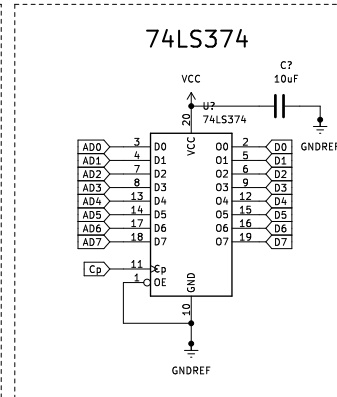 74LS374
C?
10uF
VCC
U?
74LS374
GNDREF
20
VCC
AD0 3 D0 O0 2 D0
AD1 4 D1 O1 5 D1
AD2 7 D2 O2 6 D2
AD3 8 D3 O3 9 D3
AD4 13 D4 O4 12 D4
AD5 14 D5 O5 15 D5
AD6 17 D6 O6 16 D6
AD7 18 D7 O7 19 D7
Cp 11 Cp
1 OE
GND
10
GNDREF